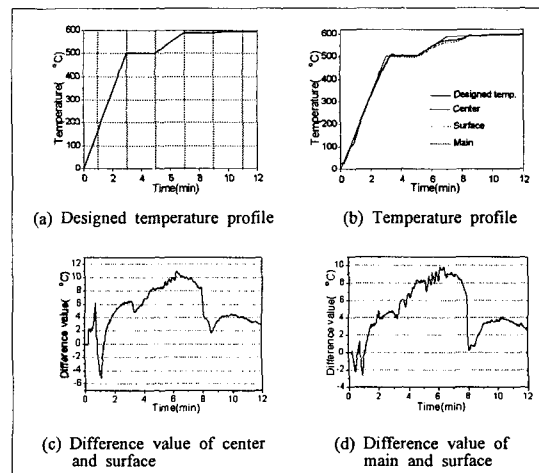 600
500
400
300
200
100
0
Temperature( °C)
0 2 4 6 8 10 12
Time(min)
(a) Designed temperature profile
600
500
400
300
200
100
0
Temperature( °C)
Designed temp.
Center
Surface
Main
0 2 4 6 8 10 12
Time(min)
(b) Temperature profile
12
10
8
6
4
2
0
-2
-4
-6
Difference value( °C)
0 2 4 6 8 10 12
Time(min)
(c) Difference value of center
and surface
10
8
6
4
2
0
-2
-4
Difference value( °C)
0 2 4 6 8 10 12
Time(min)
(d) Difference value of
main and surface